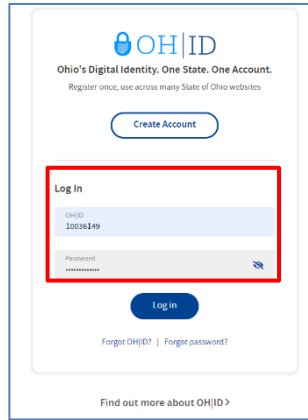 OH|ID
Ohio's Digital Identity. One State. One Account.
Register once, use across many State of Ohio websites
Create Account
Log In
OH|ID
10036149
Password
•••••••••••••
Log in
Forgot OH|ID? | Forgot password?
Find out more about OH|ID >